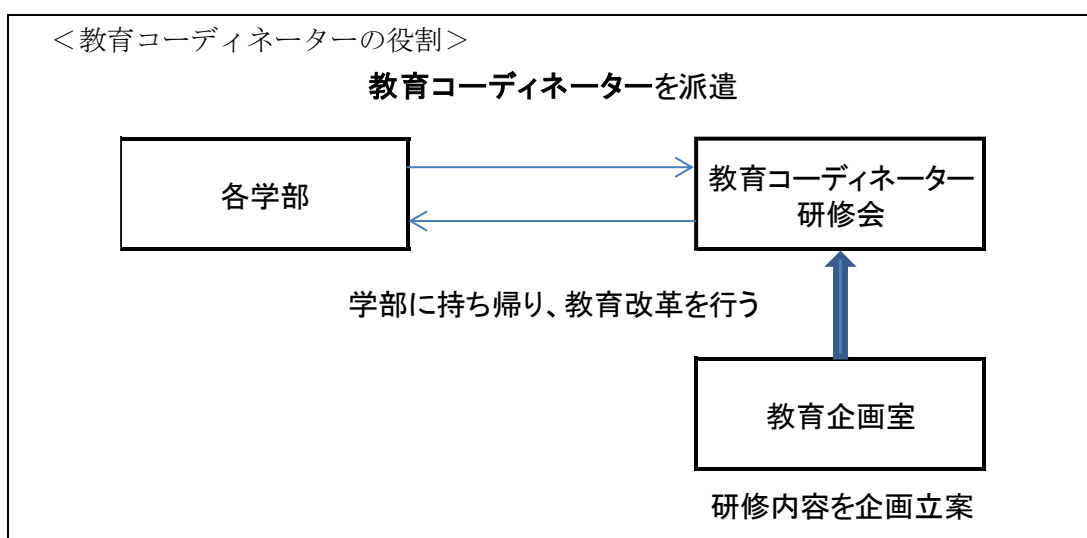 ＜教育コーディネーターの役割＞
教育コーディネーターを派遣
各学部
教育コーディネーター
研修会
学部に持ち帰り、教育改革を行う
教育企画室
研修内容を企画立案